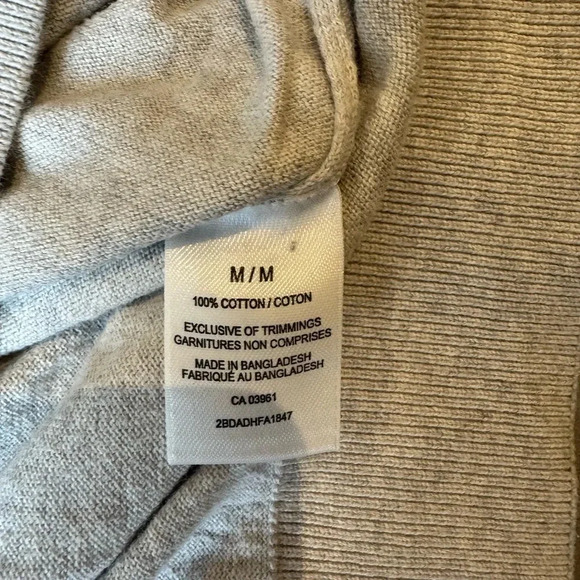 M / M
100% COTTON / COTON
EXCLUSIVE OF TRIMMINGS
GARNITURES NON COMPRISES
MADE IN BANGLADESH
FABRIQUÉ AU BANGLADESH
CA 03961
2BDADHFA1847